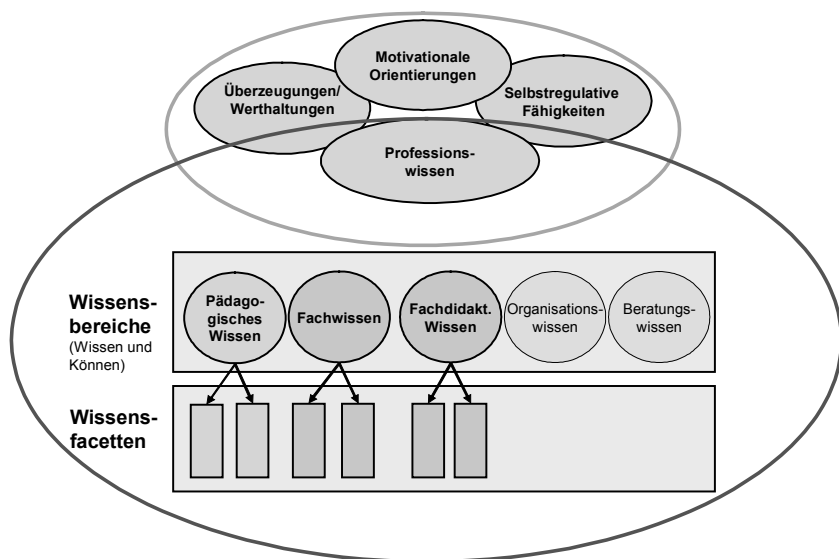 Motivationale
Orientierungen
Überzeugungen/
Werthaltungen
Selbstregulative
Fähigkeiten
Professions-
wissen
Wissens-
bereiche
(Wissen und
Können)
Pädago-
gisches
Wissen
Fachwissen
Fachdidakt.
Wissen
Organisations-
wissen
Beratungs-
wissen
Wissens-
facetten